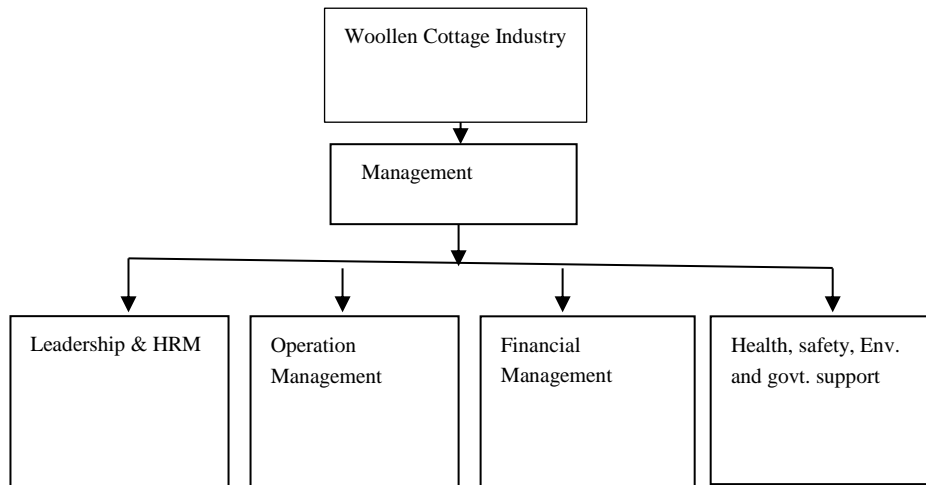 Woollen Cottage Industry
Management
Leadership & HRM
Operation
Management
Financial
Management
Health, safety, Env.
and govt. support